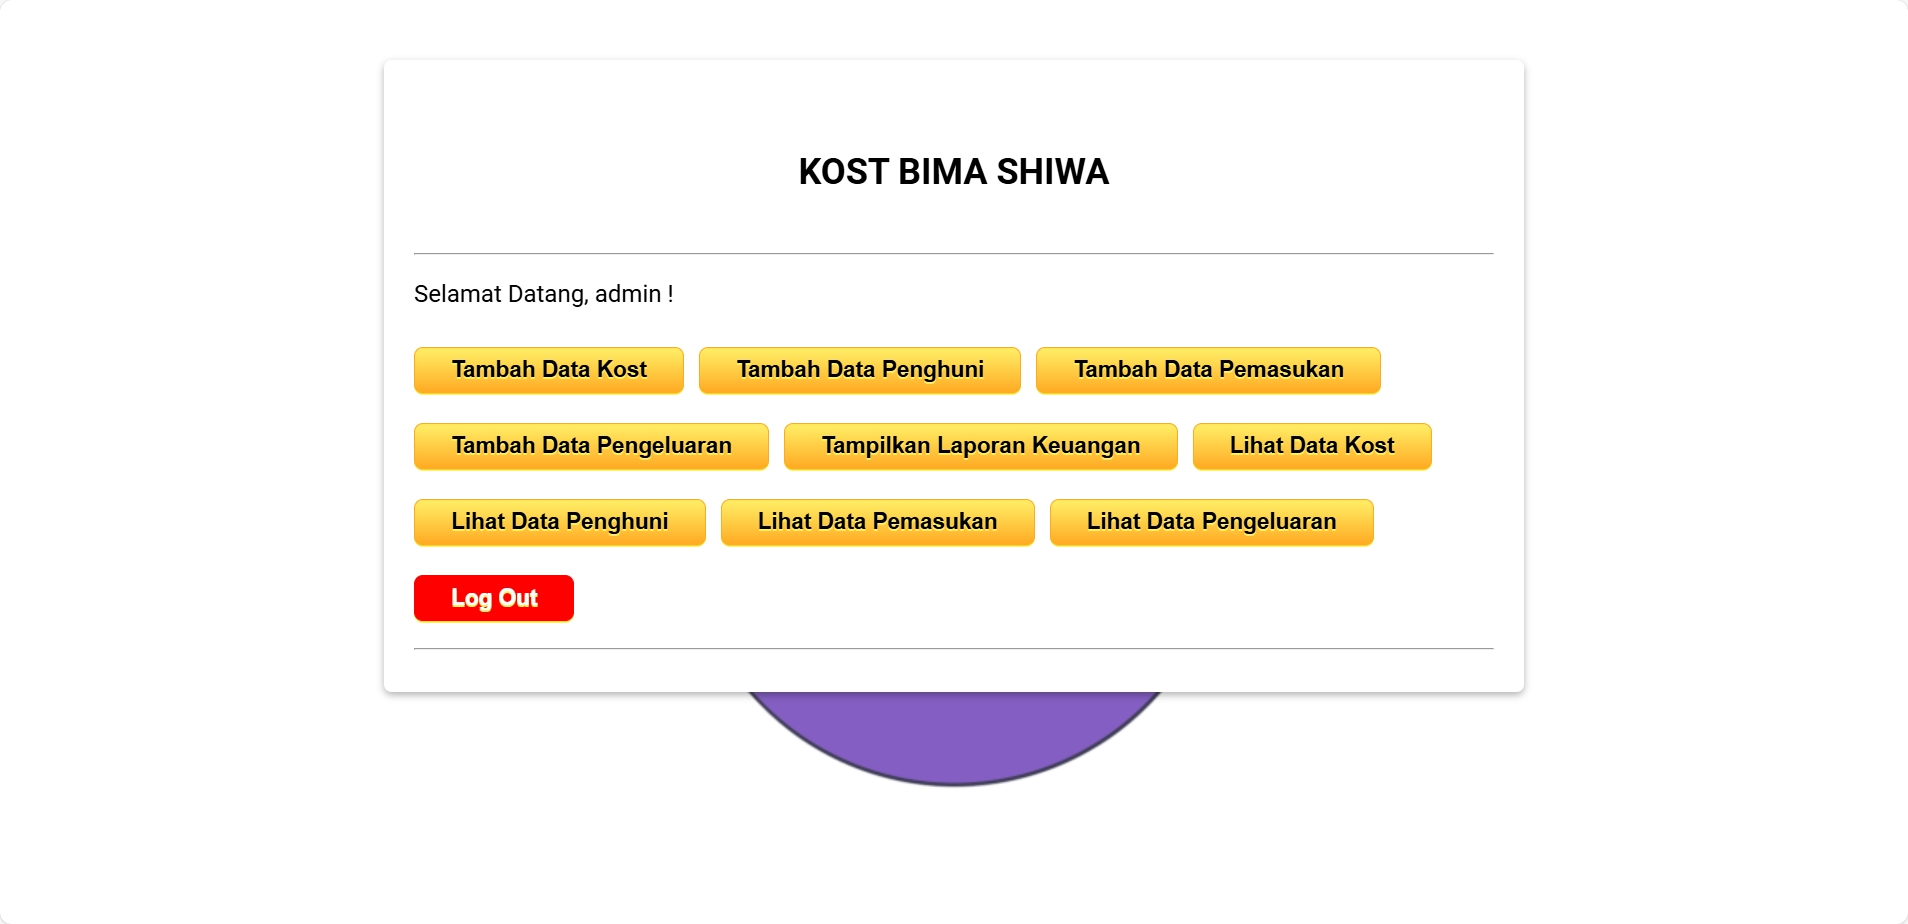 KOST BIMA SHIWA
Selamat Datang, admin !
Tambah Data Kost Tambah Data Penghuni Tambah Data Pemasukan
Tambah Data Pengeluaran Tampilkan Laporan Keuangan Lihat Data Kost
Lihat Data Penghuni Lihat Data Pemasukan Lihat Data Pengeluaran
Log Out